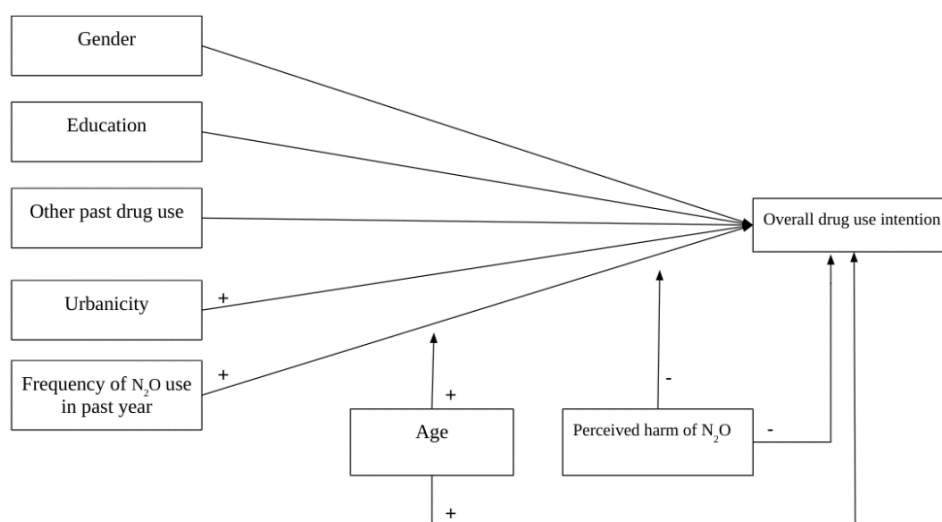 Gender
Education
Other past drug use
Overall drug use intention
Urbanicity
+
Frequency of N₂O use
in past year
+
+
-
Age
Perceived harm of N₂O
-
+